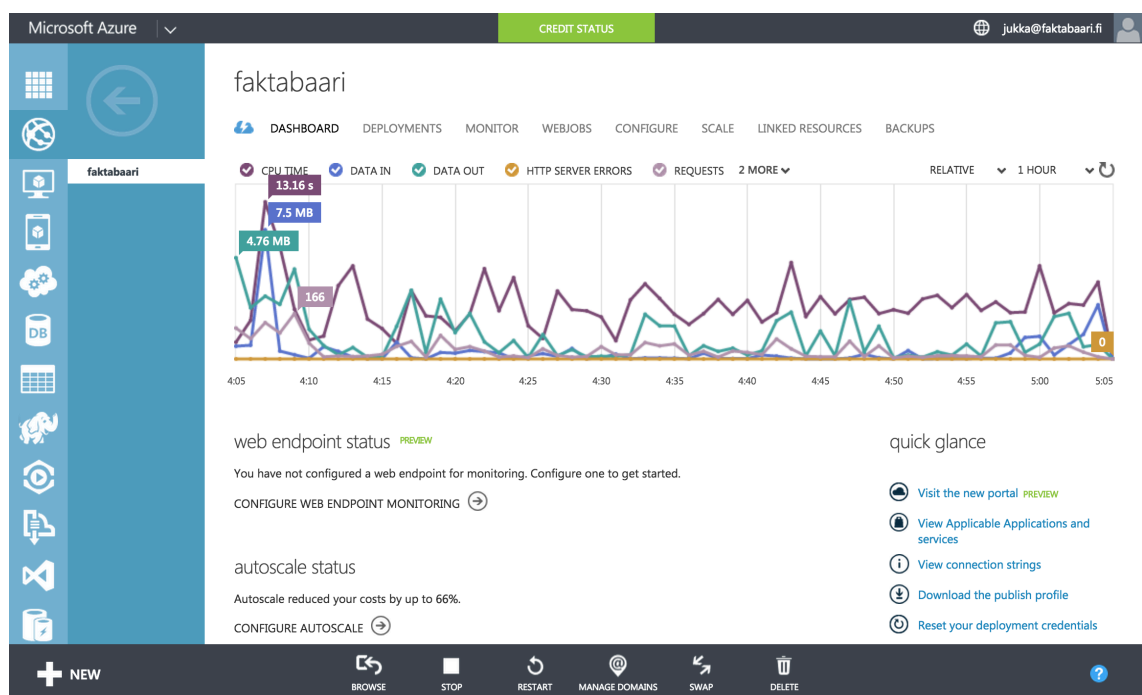 Microsoft Azure
CREDIT STATUS
jukka@faktabaari.fi
faktabaari
faktabaari
DASHBOARD DEPLOYMENTS MONITOR WEBJOBS CONFIGURE SCALE LINKED RESOURCES BACKUPS
CPU TIME DATA IN DATA OUT HTTP SERVER ERRORS REQUESTS 2 MORE RELATIVE 1 HOUR
13.16 s
7.5 MB
4.76 MB
166
0
4:05 4:10 4:15 4:20 4:25 4:30 4:35 4:40 4:45 4:50 4:55 5:00 5:05
DB
web endpoint status PREVIEW
You have not configured a web endpoint for monitoring. Configure one to get started.
CONFIGURE WEB ENDPOINT MONITORING
autoscale status
Autoscale reduced your costs by up to 66%.
CONFIGURE AUTOSCALE
quick glance
Visit the new portal PREVIEW
View Applicable Applications and
services
View connection strings
Download the publish profile
Reset your deployment credentials
NEW
BROWSE STOP RESTART MANAGE DOMAINS SWAP DELETE
?